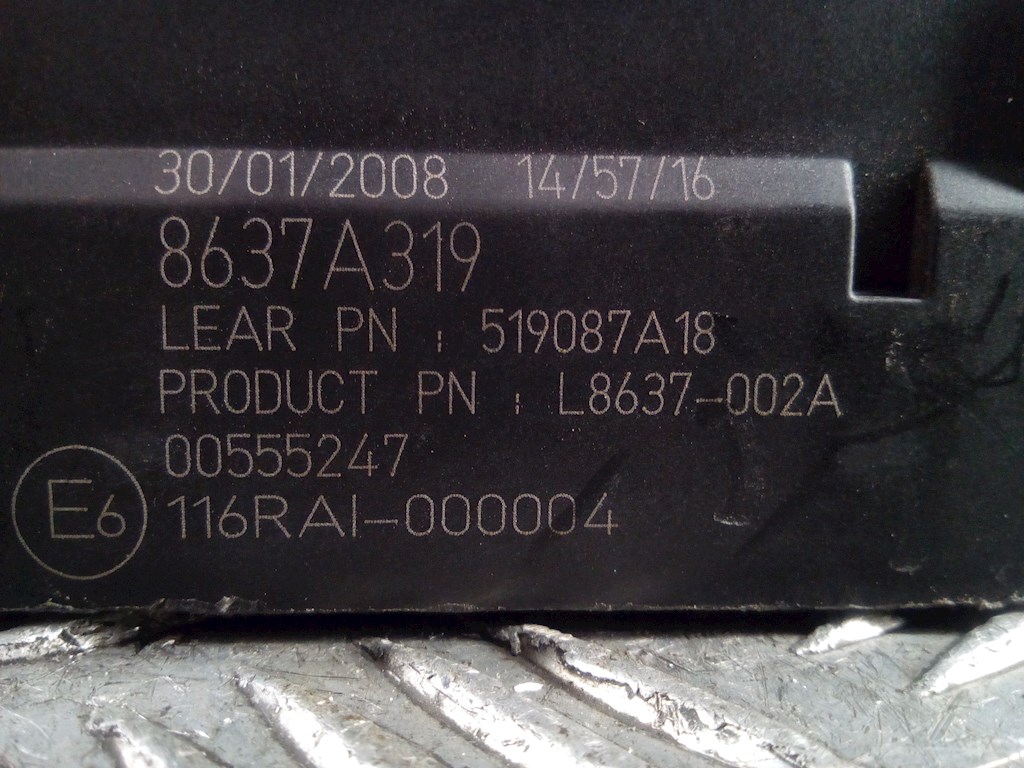 30/01/2008 14/57/16
8637A319
LEAR PN : 519087A18
PRODUCT PN : L8637-002A
00555247
E6 116RAI-000004